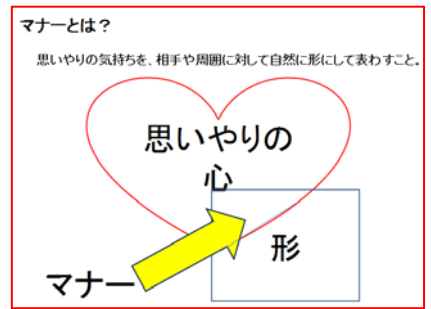 マナーとは？
思いやりの気持ちを、相手や周囲に対して自然に形にして表わすこと。
思いやりの
心
形
マナー